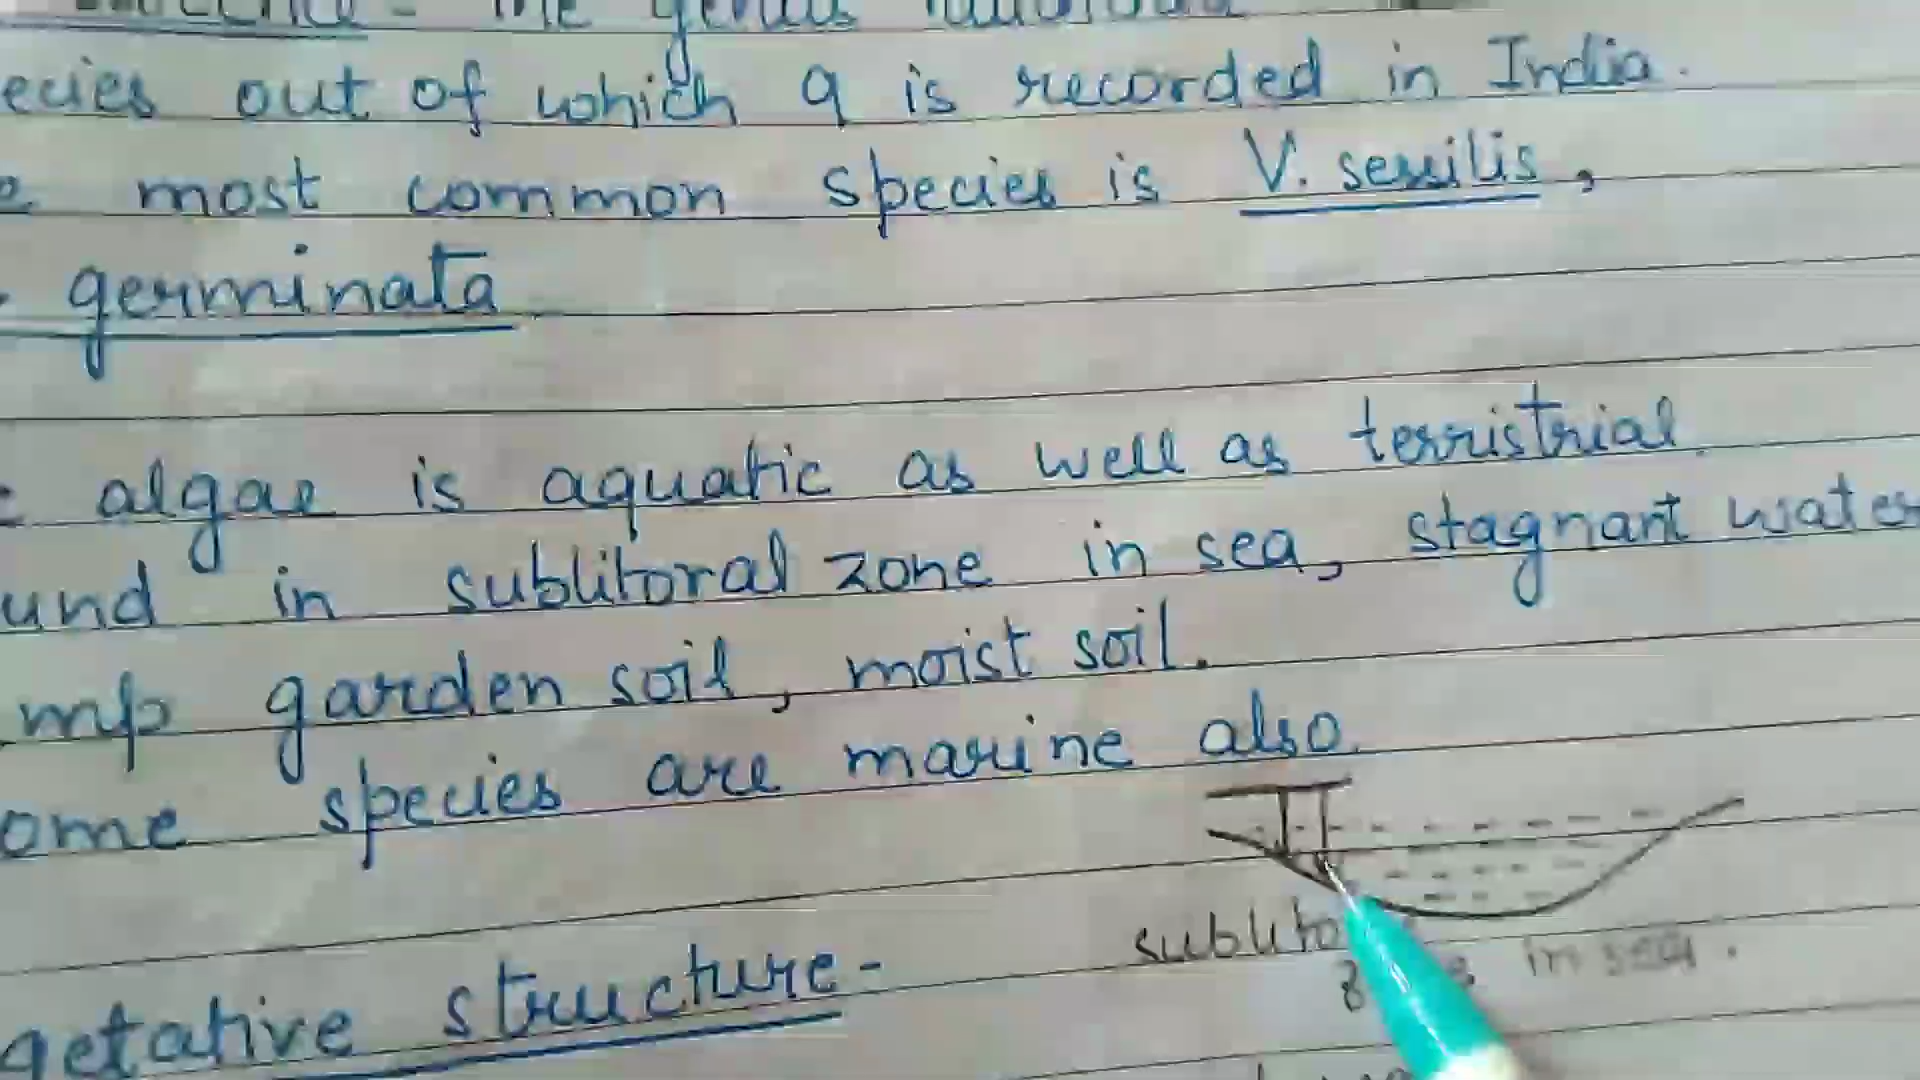 The genus
ecies out of which 9 is recorded in India.
e most common species is V. sessilis,
germinata
algae is aquatic as well as terristrial.
und in sublitoral zone in sea, stagnant water
mp garden soil, moist soil.
ome species are marine also.
sublito
in sea.
getative structure-